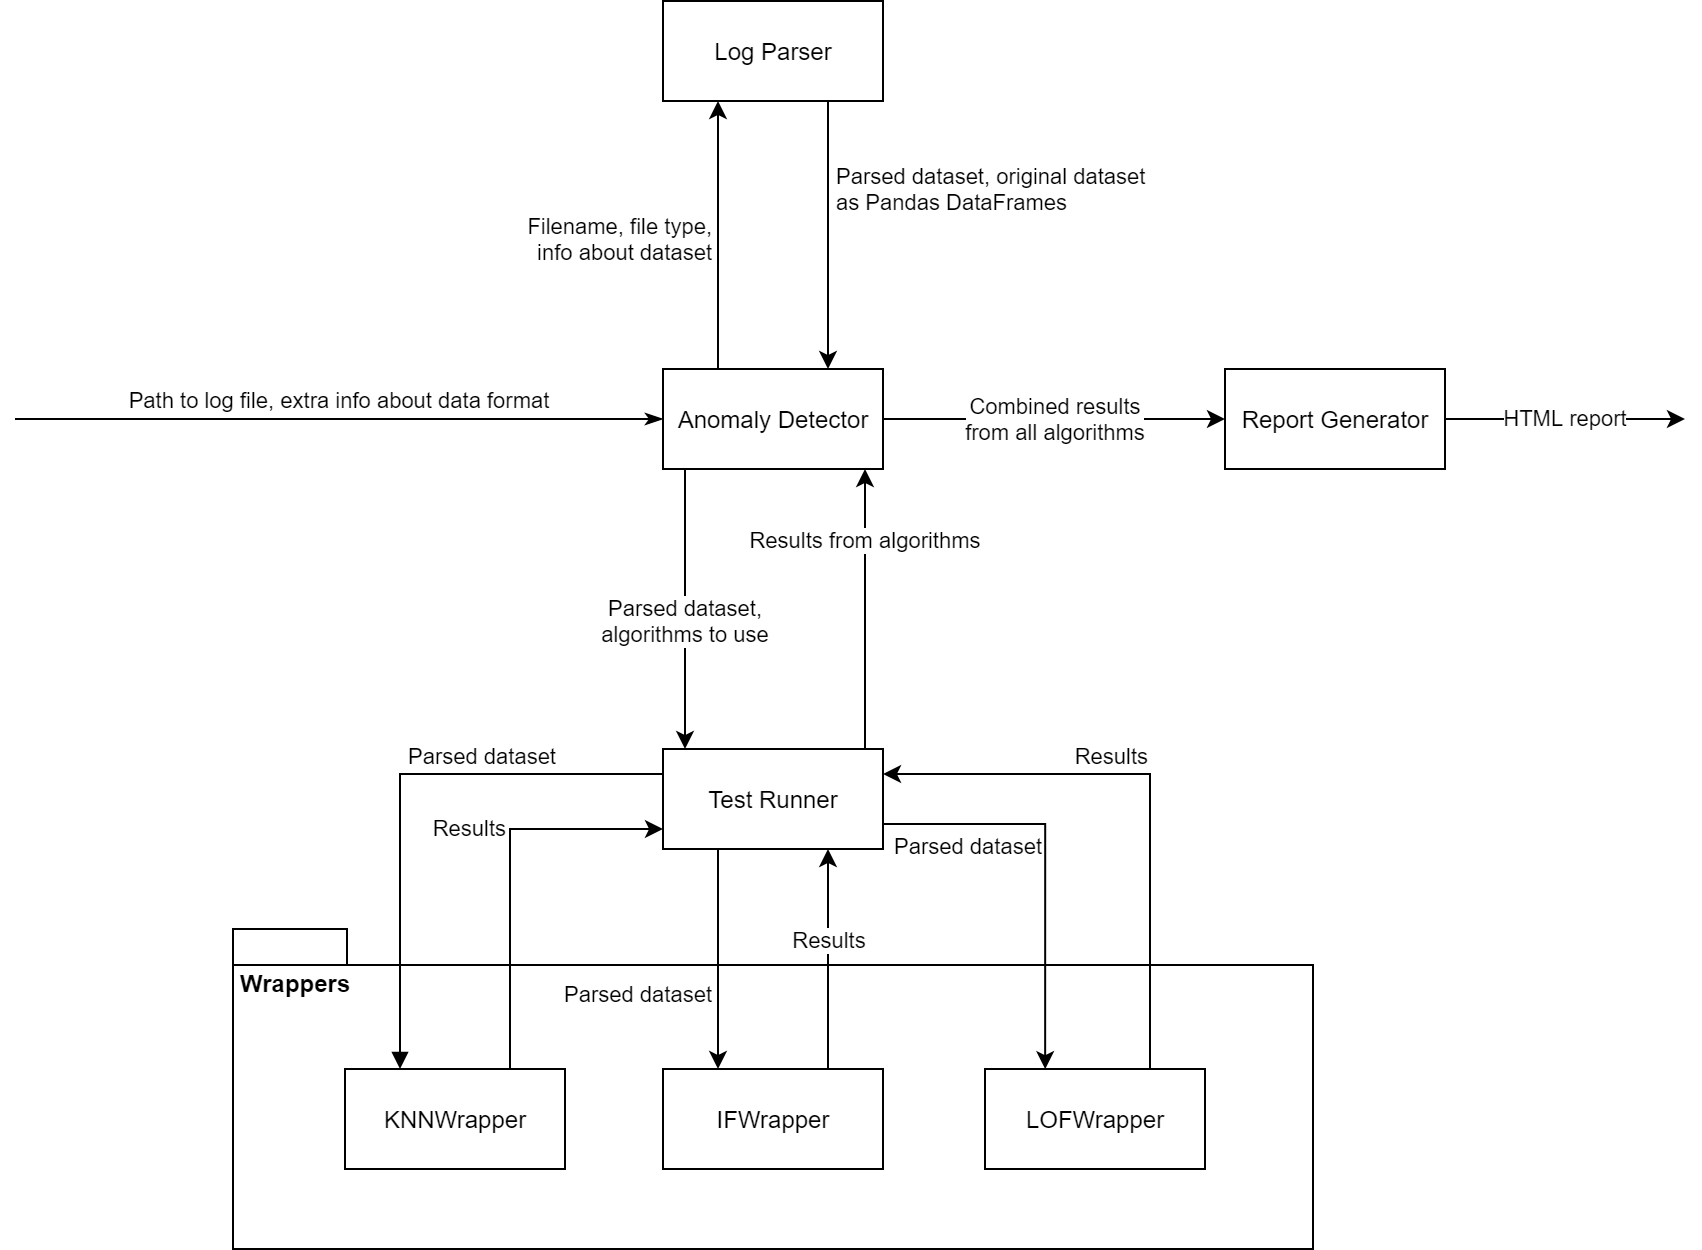 Log Parser
Parsed dataset, original dataset
as Pandas DataFrames
Filename, file type,
info about dataset
Path to log file, extra info about data format
Anomaly Detector
Combined results
from all algorithms
Report Generator
HTML report
Results from algorithms
Parsed dataset,
algorithms to use
Parsed dataset
Results
Test Runner
Results
Parsed dataset
Results
Wrappers
Parsed dataset
KNNWrapper
IFWrapper
LOFWrapper